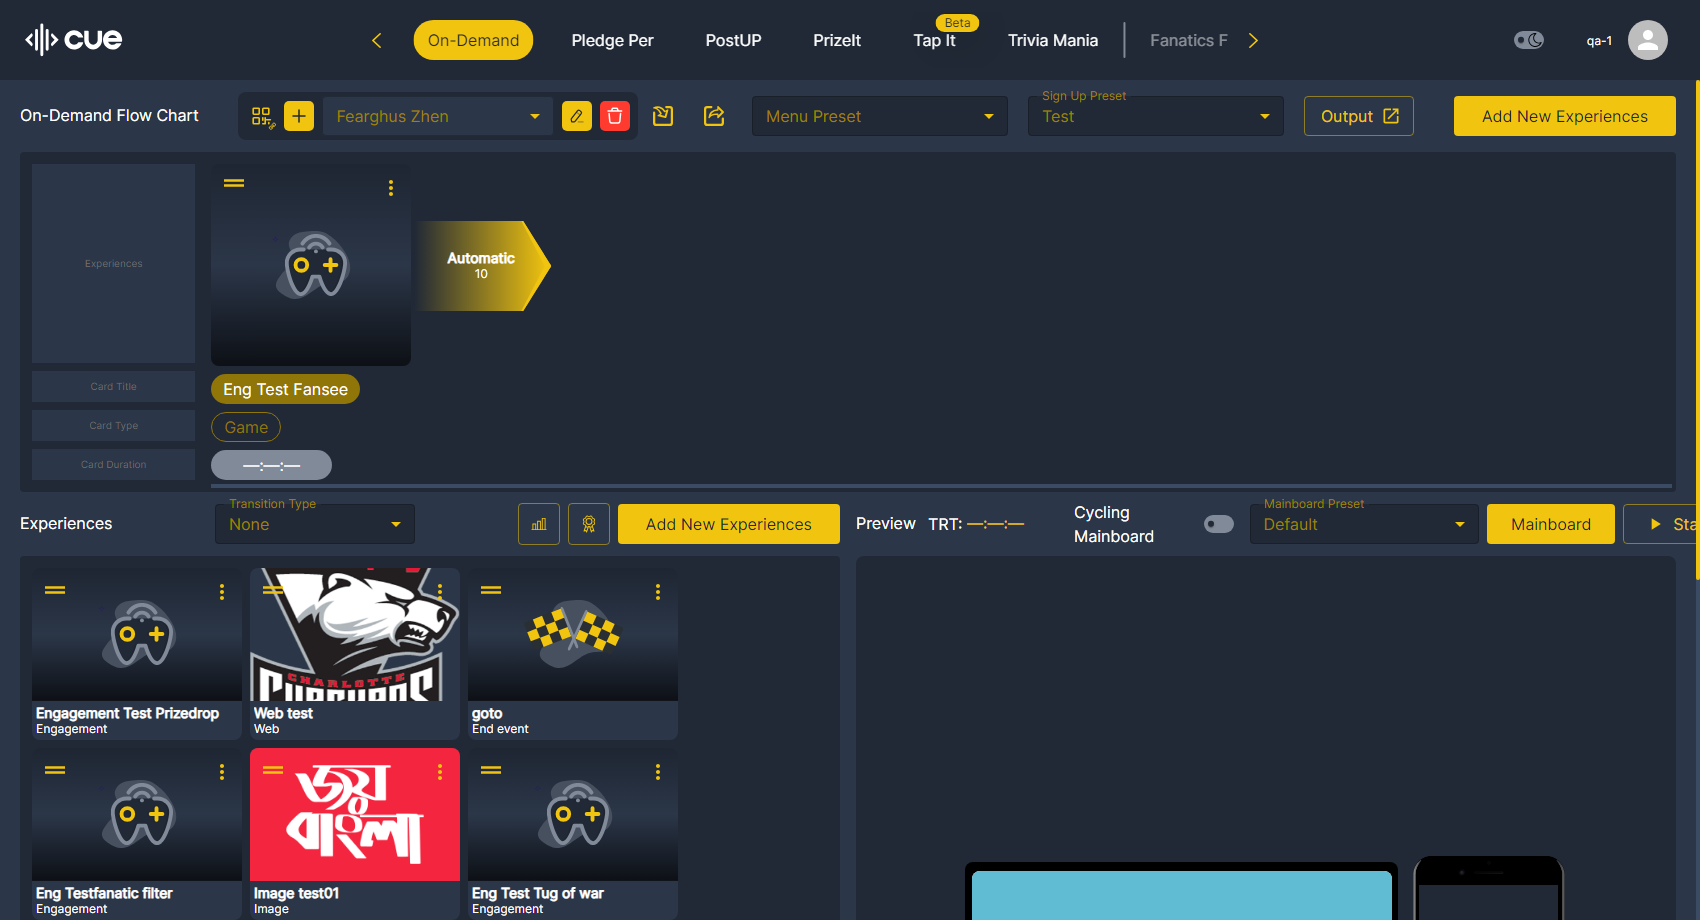 cue
On-Demand
Pledge Per
PostUP
PrizeIt
Tap It
Beta
Trivia Mania
Fanatics F
qa-1
On-Demand Flow Chart
Fearghus Zhen
Menu Preset
Sign Up Preset
Test
Output
Add New Experiences
Experiences
Automatic
10
Card Title
Eng Test Fansee
Card Type
Game
Card Duration
—:—:—
Experiences
Transition Type
None
Add New Experiences
Preview
TRT: —:—:—
Cycling
Mainboard
Mainboard Preset
Default
Mainboard
Sta
CHARLOTTE
Engagement Test Prizedrop
Engagement
Web test
Web
goto
End event
জয়
বাংলা
Eng Testfanatic filter
Engagement
Image test01
Image
Eng Test Tug of war
Engagement